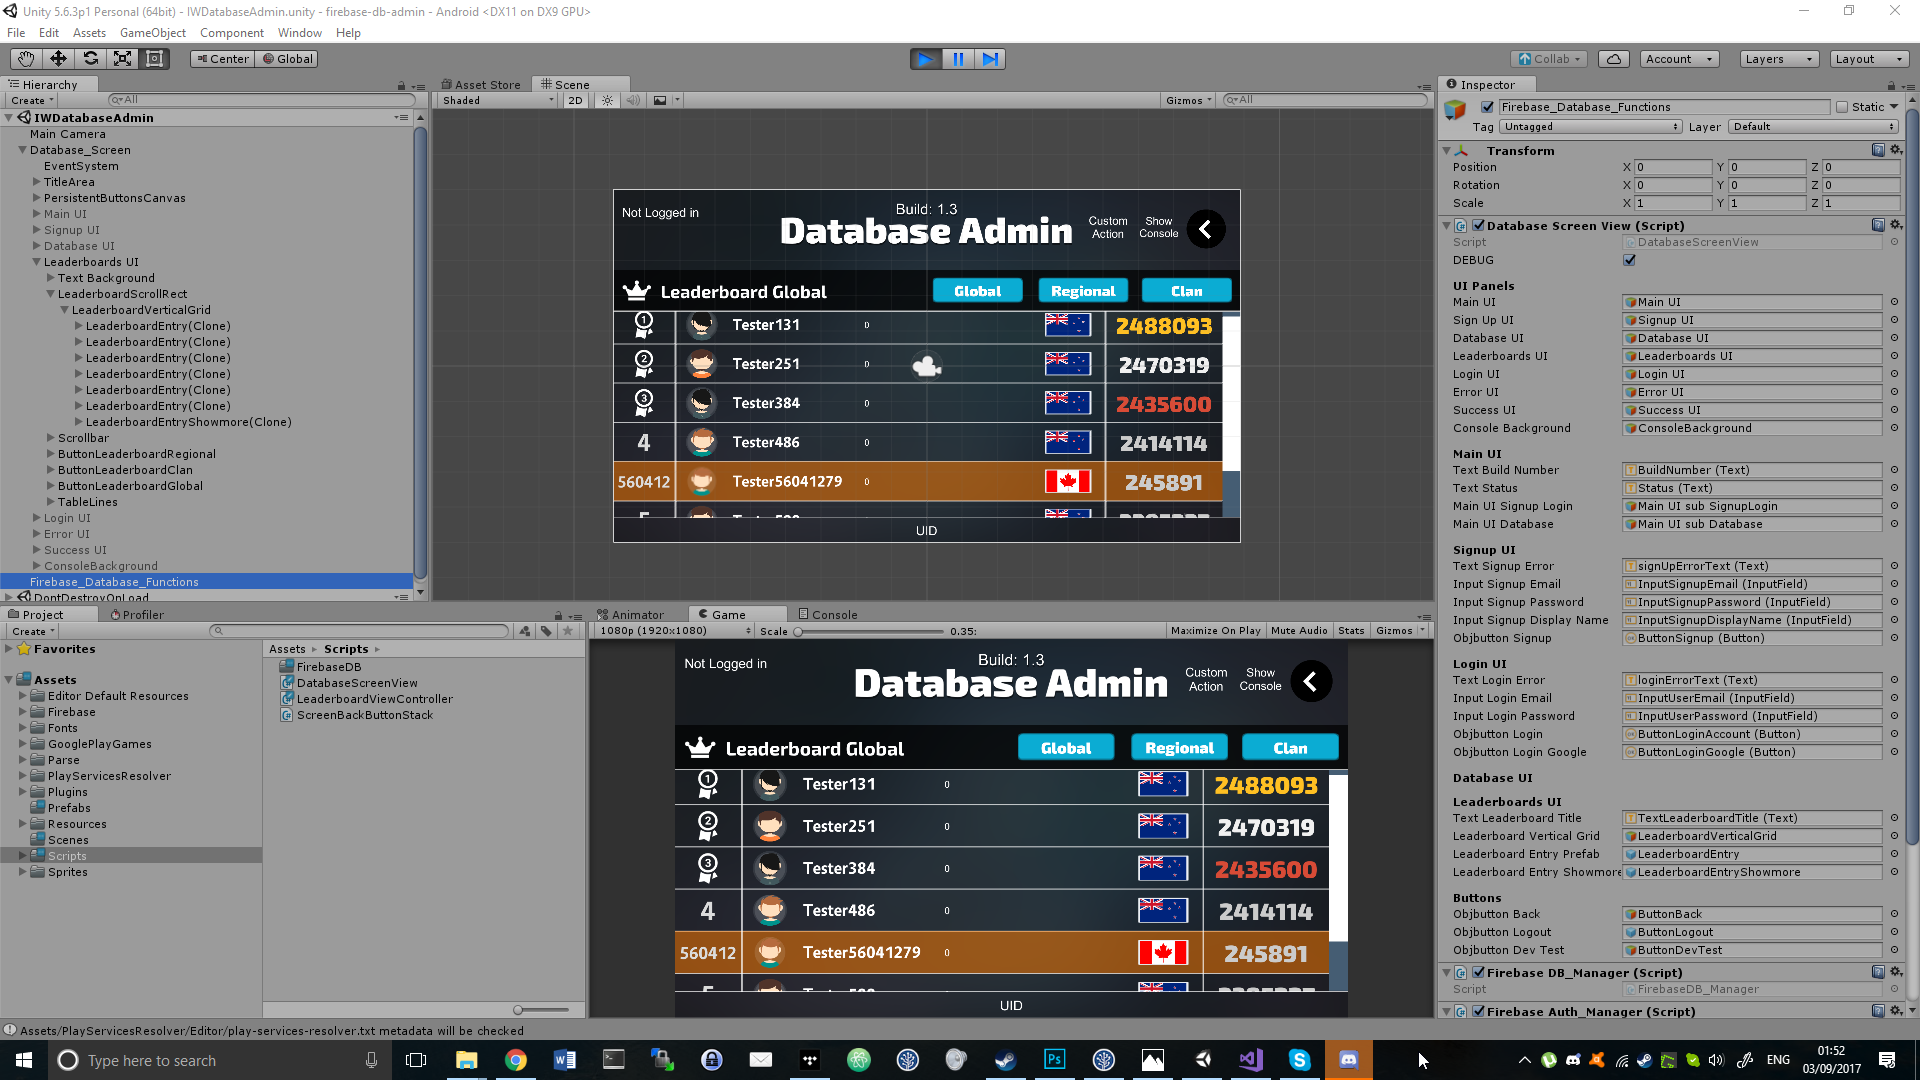 Unity 5.6.3p1 Personal (64bit) - IWDatabaseAdmin.unity - firebase-db-admin - Android <DX11 on DX9 GPU>
File Edit Assets GameObject Component Window Help
Center Global Collab Account Layers Layout
Hierarchy
Create All
IWDatabaseAdmin
Main Camera
Database_Screen
EventSystem
TitleArea
PersistentButtonsCanvas
Main UI
Signup UI
Database UI
Leaderboards UI
Text Background
LeaderboardScrollRect
LeaderboardVerticalGrid
LeaderboardEntry(Clone)
LeaderboardEntry(Clone)
LeaderboardEntry(Clone)
LeaderboardEntry(Clone)
LeaderboardEntry(Clone)
LeaderboardEntry(Clone)
LeaderboardEntryShowmore(Clone)
Scrollbar
ButtonLeaderboardRegional
ButtonLeaderboardClan
ButtonLeaderboardGlobal
TableLines
Login UI
Error UI
Success UI
ConsoleBackground
Firebase_Database_Functions
DontDestroyOnLoad
Asset Store Scene
Shaded 2D Gizmos All
Not Logged in
Build: 1.3
Database Admin
Custom Action
Show Console
Leaderboard Global
Global Regional Clan
1 Tester131 0 2488093
2 Tester251 0 2470319
3 Tester384 0 2435600
4 Tester486 0 2414114
560412 Tester56041279 0 245891
UID
Project Profiler
Create
Favorites
Assets
Editor Default Resources
Firebase
Fonts
GooglePlayGames
Parse
PlayServicesResolver
Plugins
Prefabs
Resources
Scenes
Scripts
Sprites
Assets Scripts
FirebaseDB
DatabaseScreenView
LeaderboardViewController
ScreenBackButtonStack
Animator Game Console
1080p (1920x1080) Scale 0.35: Maximize On Play Mute Audio Stats Gizmos
Not Logged in
Build: 1.3
Database Admin
Custom Action
Show Console
Leaderboard Global
Global Regional Clan
1 Tester131 0 2488093
2 Tester251 0 2470319
3 Tester384 0 2435600
4 Tester486 0 2414114
560412 Tester56041279 0 245891
UID
Inspector
Firebase_Database_Functions Static
Tag Untagged Layer Default
Transform
Position X 0 Y 0 Z 0
Rotation X 0 Y 0 Z 0
Scale X 1 Y 1 Z 1
Database Screen View (Script)
Script DatabaseScreenView
DEBUG
UI Panels
Main UI Main UI
Sign Up UI Signup UI
Database UI Database UI
Leaderboards UI Leaderboards UI
Login UI Login UI
Error UI Error UI
Success UI Success UI
Console Background ConsoleBackground
Main UI
Text Build Number BuildNumber (Text)
Text Status Status (Text)
Main UI Signup Login Main UI sub SignupLogin
Main UI Database Main UI sub Database
Signup UI
Text Signup Error signUpErrorText (Text)
Input Signup Email InputSignupEmail (InputField)
Input Signup Password InputSignupPassword (InputField)
Input Signup Display Name InputSignupDisplayName (InputField)
Objbutton Signup ButtonSignup (Button)
Login UI
Text Login Error loginErrorText (Text)
Input Login Email InputUserEmail (InputField)
Input Login Password InputUserPassword (InputField)
Objbutton Login ButtonLoginAccount (Button)
Objbutton Login Google ButtonLoginGoogle (Button)
Database UI
Leaderboards UI
Text Leaderboard Title TextLeaderboardTitle (Text)
Leaderboard Vertical Grid LeaderboardVerticalGrid
Leaderboard Entry Prefab LeaderboardEntry
Leaderboard Entry Showmore LeaderboardEntryShowmore
Buttons
Objbutton Back ButtonBack
Objbutton Logout ButtonLogout
Objbutton Dev Test ButtonDevTest
Firebase DB_Manager (Script)
Script FirebaseDB_Manager
Firebase Auth_Manager (Script)
Assets/PlayServicesResolver/Editor/play-services-resolver.txt metadata will be checked
Type here to search
ENG
01:52
03/09/2017